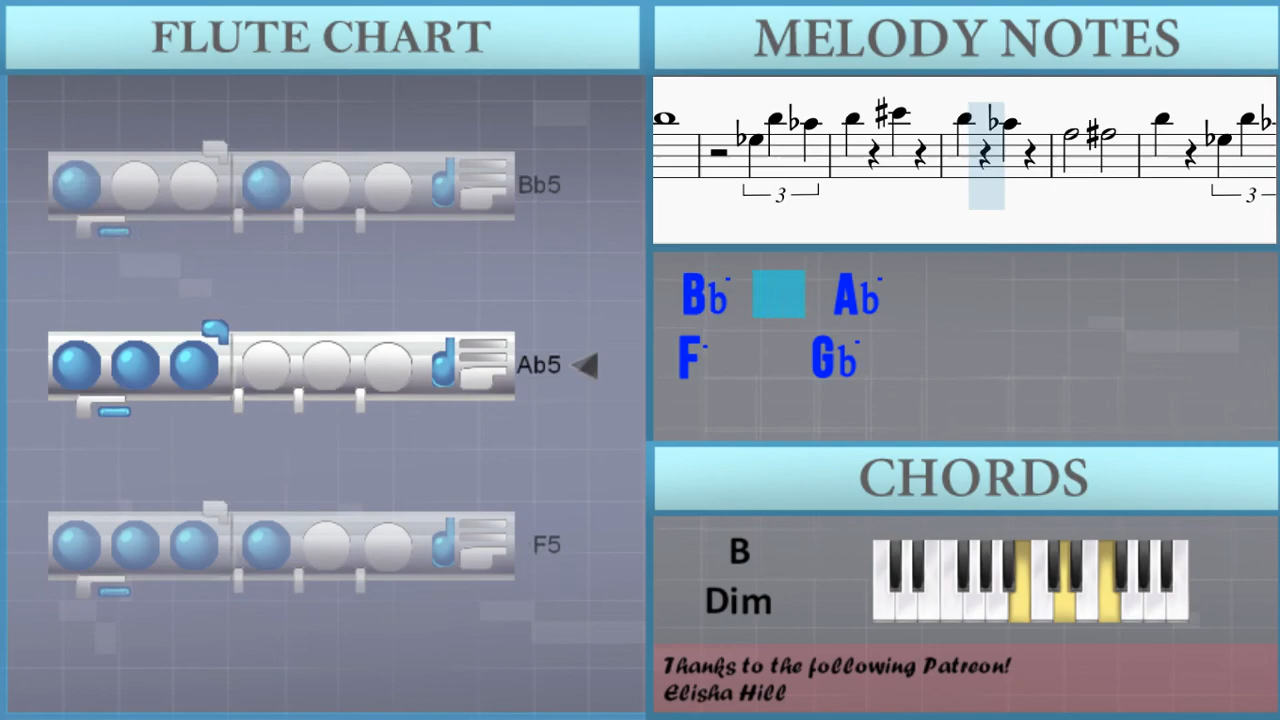 FLUTE CHART
Bb5
Ab5
F5
MELODY NOTES
3
3
Bb-
Ab-
F-
Gb-
CHORDS
B
Dim
Thanks to the following Patreon!
Elisha Hill